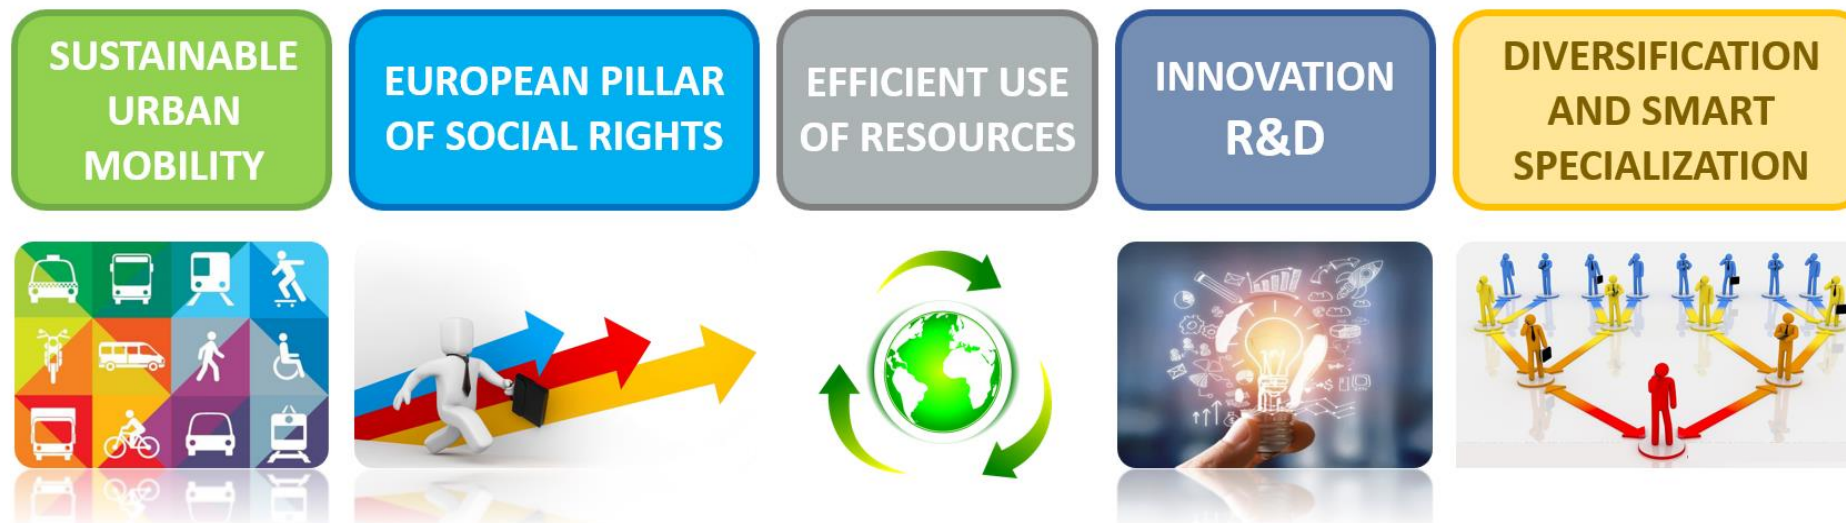 SUSTAINABLE
URBAN
MOBILITY
EUROPEAN PILLAR
OF SOCIAL RIGHTS
EFFICIENT USE
OF RESOURCES
INNOVATION
R&D
DIVERSIFICATION
AND SMART
SPECIALIZATION